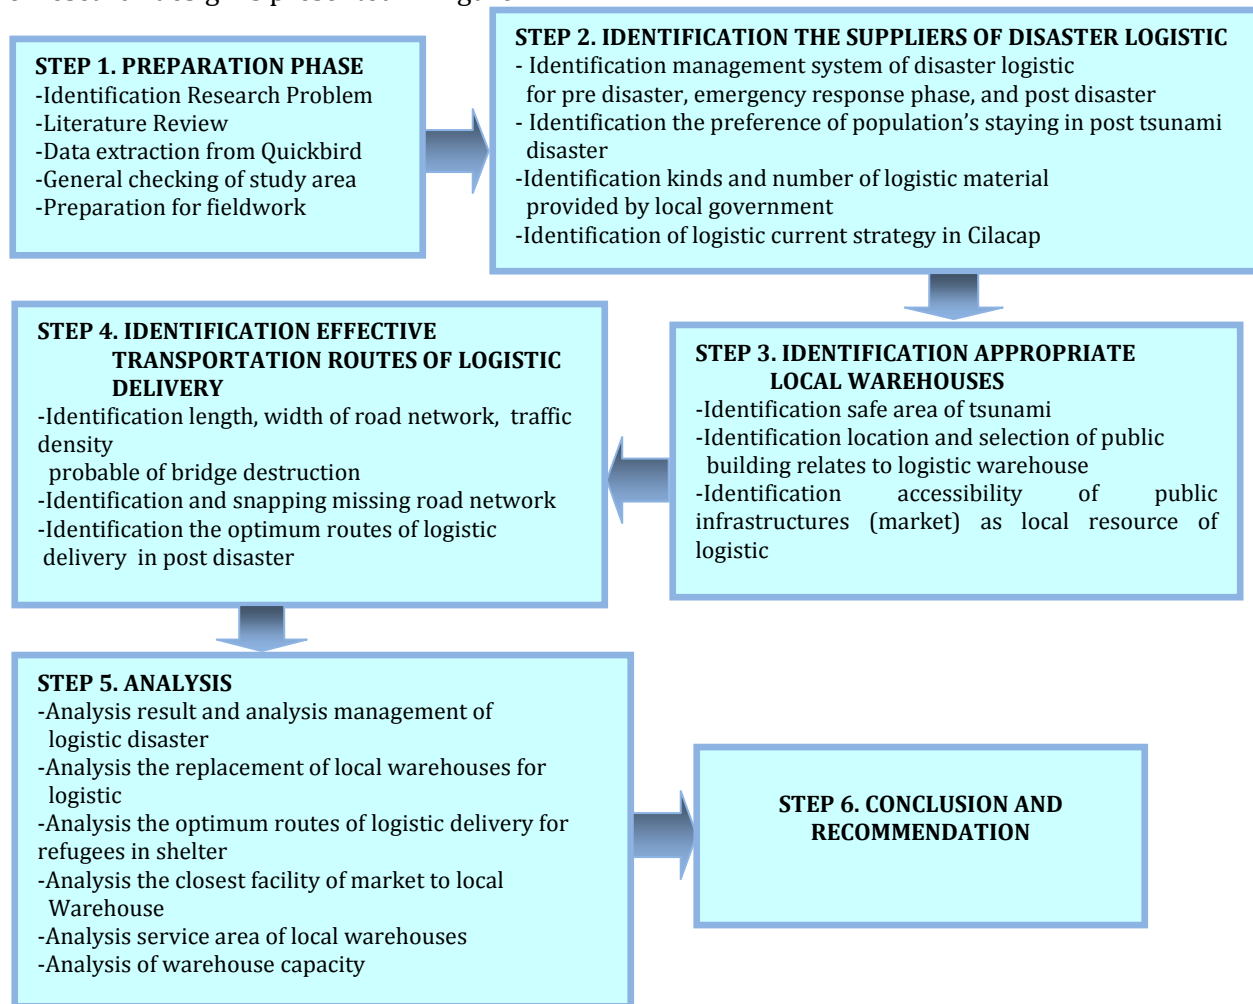 STEP 1. PREPARATION PHASE
-Identification Research Problem
-Literature Review
-Data extraction from Quickbird
-General checking of study area
-Preparation for fieldwork
STEP 2. IDENTIFICATION THE SUPPLIERS OF DISASTER LOGISTIC
- Identification management system of disaster logistic
for pre disaster, emergency response phase, and post disaster
- Identification the preference of population's staying in post tsunami
disaster
-Identification kinds and number of logistic material
provided by local government
-Identification of logistic current strategy in Cilacap
STEP 3. IDENTIFICATION APPROPRIATE
LOCAL WAREHOUSES
-Identification safe area of tsunami
-Identification location and selection of public
building relates to logistic warehouse
-Identification accessibility of public
infrastructures (market) as local resource of
logistic
STEP 4. IDENTIFICATION EFFECTIVE
TRANSPORTATION ROUTES OF LOGISTIC
DELIVERY
-Identification length, width of road network, traffic
density
probable of bridge destruction
-Identification and snapping missing road network
-Identification the optimum routes of logistic
delivery in post disaster
STEP 5. ANALYSIS
-Analysis result and analysis management of
logistic disaster
-Analysis the replacement of local warehouses for
logistic
-Analysis the optimum routes of logistic delivery for
refugees in shelter
-Analysis the closest facility of market to local
Warehouse
-Analysis service area of local warehouses
-Analysis of warehouse capacity
STEP 6. CONCLUSION AND
RECOMMENDATION